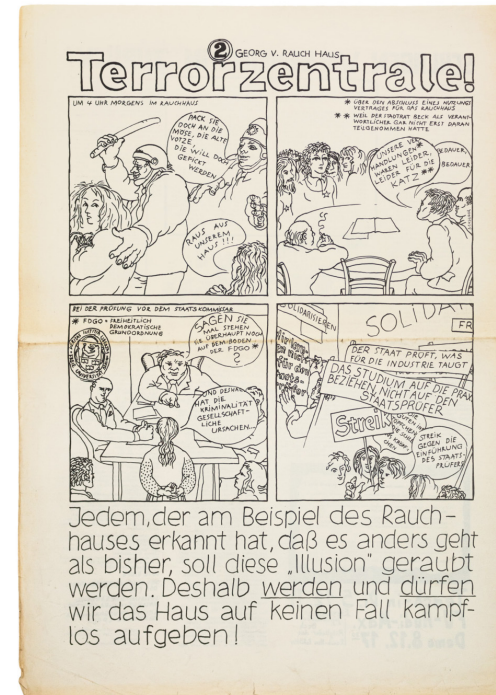 ② GEORG V. RAUCH HAUS
Terrorzentrale!
UM 4 UHR MORGENS IM RAUCHHAUS
PACK SIE
DOCH AN DIE
MÖSE, DIE ALTE
VOTZE,
DIE WILL DOCH
GEFICKT
WERDEN
RAUS AUS
UNSEREM
HAUS !!!
* ÜBER DEN ABSCHLUSS EINES NUTZUNGS
VERTRAGES FÜR DAS RAUCHHAUS
* * WEIL DER STADTRAT BECK ALS VERANT-
WORTLICHER GAR NICHT ERST DARAN
TEILGENOMMEN HATTE
UNSERE VER
HANDLUNGEN*
WAREN LEIDER,
LEIDER FÜR DIE
KATZ **
BEDAUER,
BEDAUER
BEI DER PRÜFUNG VOR DEM STAATSKOMMISSAR
* FDGO = FREIHEITLICH
DEMOKRATISCHE
GRUNDORDNUNG
SAGEN SIE
MAL STEHEN
SIE ÜBERHAUPT NOCH
AUF DEM BODEN
DER FDGO *
?
UND DESHALB
HAT DIE
KRIMINALITÄT
GESELLSCHAFT-
LICHE
URSACHEN...
SOLIDARISIEREN
SOLIDA
FR
DER STAAT PRÜFT, WAS
FÜR DIE INDUSTRIE TAUGT
DAS STUDIUM AUF DIE PRAX
BEZIEHEN NICHT AUF DEN
STAATSPRÜFER
Streik
STREIK
GEGEN DIE
EINFÜHRUNG
DES STAATS-
PRÜFERS
Jedem, der am Beispiel des Rauch-
hauses erkannt hat, daß es anders geht
als bisher, soll diese „Illusion" geraubt
werden. Deshalb werden und dürfen
wir das Haus auf keinen Fall kampf-
los aufgeben!